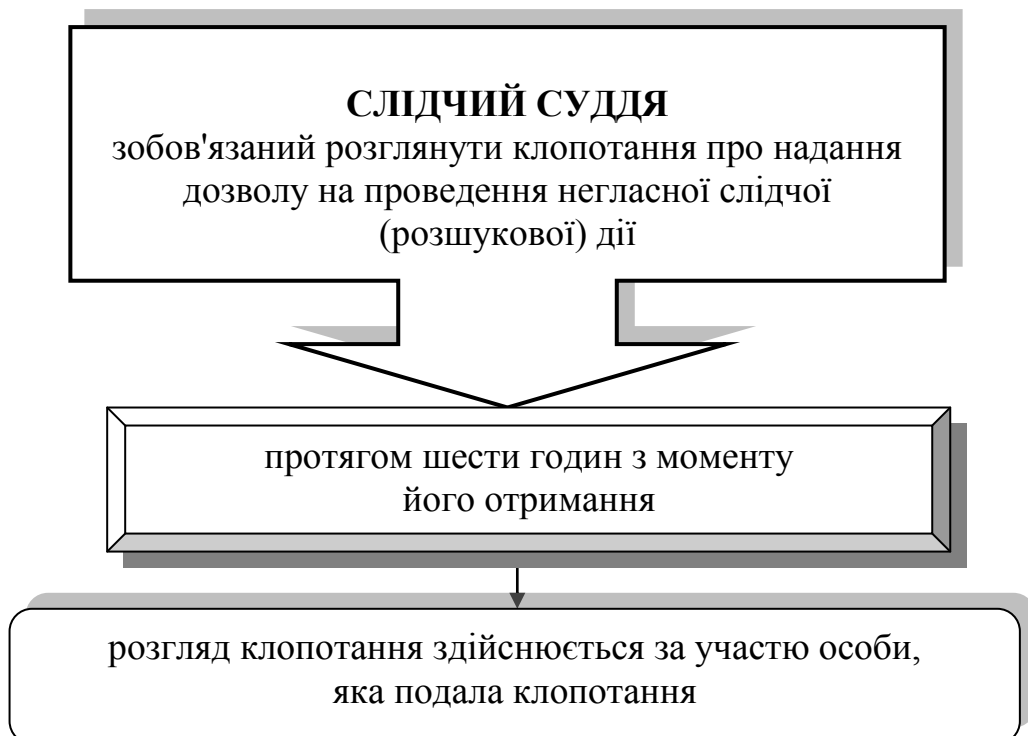 СЛІДЧИЙ СУДДЯ
зобов'язаний розглянути клопотання про надання
дозволу на проведення негласної слідчої
(розшукової) дії
протягом шести годин з моменту
його отримання
розгляд клопотання здійснюється за участю особи,
яка подала клопотання